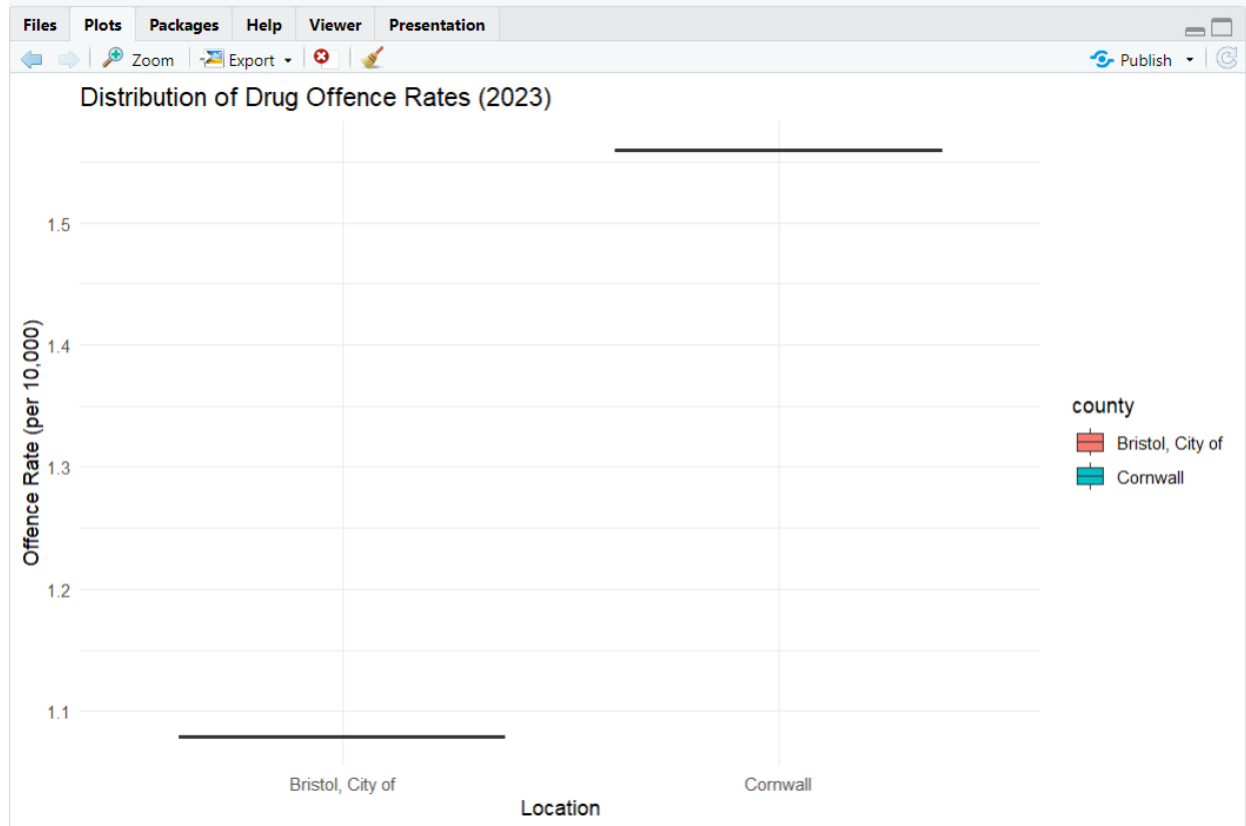 Files Plots Packages Help Viewer Presentation
Zoom Export Publish
Distribution of Drug Offence Rates (2023)
1.5
1.4
1.3
1.2
1.1
Offence Rate (per 10,000)
Bristol, City of Cornwall
Location
county
Bristol, City of
Cornwall